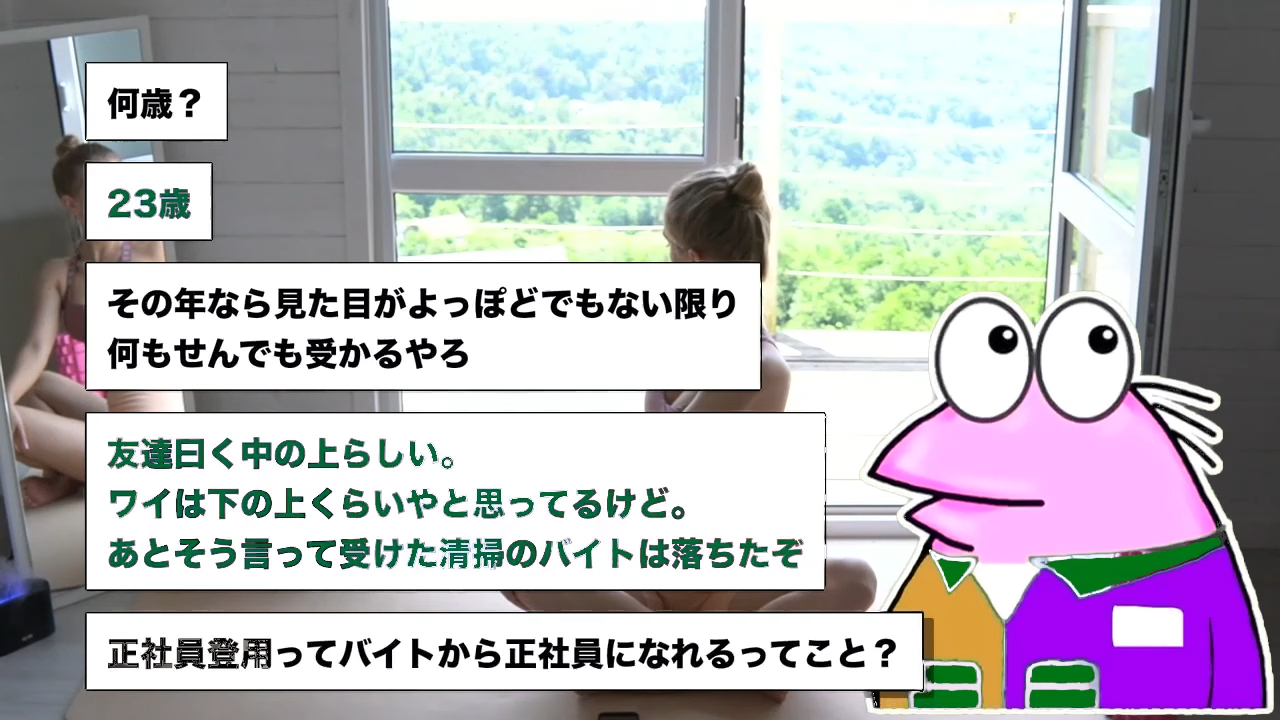 何歳？
23歳
その年なら見た目がよっぽどでもない限り
何もせんでも受かるやろ
友達曰く中の上らしい。
ワイは下の上くらいやと思ってるけど。
あとそう言って受けた清掃のバイトは落ちたぞ
正社員登用ってバイトから正社員になれるってこと？